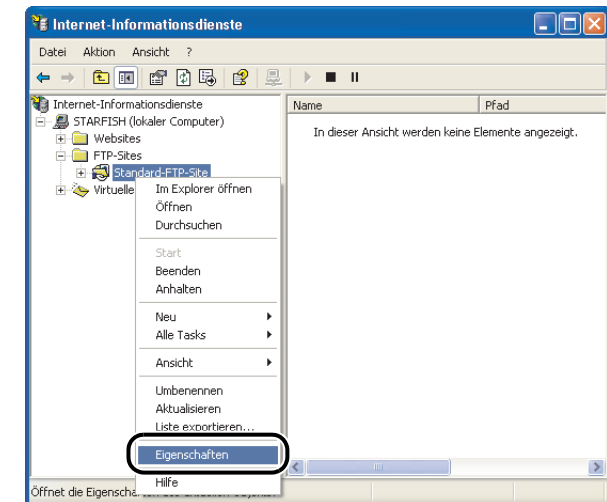 Internet-Informationsdienste
Datei Aktion Ansicht ?
Internet-Informationsdienste
STARFISH (lokaler Computer)
Websites
FTP-Sites
Standard-FTP-Site
Virtuelle
Name Pfad
In dieser Ansicht werden keine Elemente angezeigt.
Im Explorer öffnen
Öffnen
Durchsuchen
Start
Beenden
Anhalten
Neu
Alle Tasks
Ansicht
Umbenennen
Aktualisieren
Liste exportieren...
Eigenschaften
Hilfe
Öffnet die